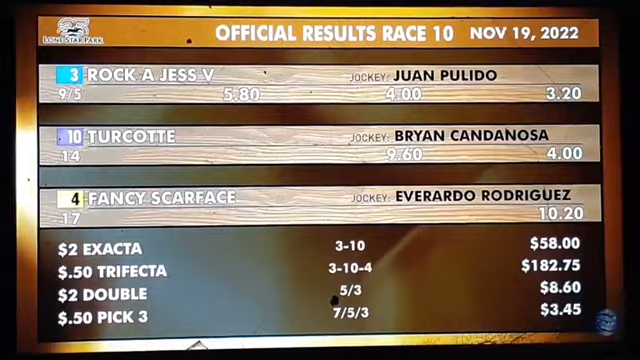 25
LONE STAR PARK
OFFICIAL RESULTS RACE 10 NOV 19, 2022
3 ROCK A JESS V JOCKEY: JUAN PULIDO
9/5 5.80 4.00 3.20
10 TURCOTTE JOCKEY: BRYAN CANDANOSA
14 9.60 4.00
4 FANCY SCARFACE JOCKEY: EVERARDO RODRIGUEZ
17 10.20
$2 EXACTA 3-10 $58.00
$.50 TRIFECTA 3-10-4 $182.75
$2 DOUBLE 5/3 $8.60
$.50 PICK 3 7/5/3 $3.45